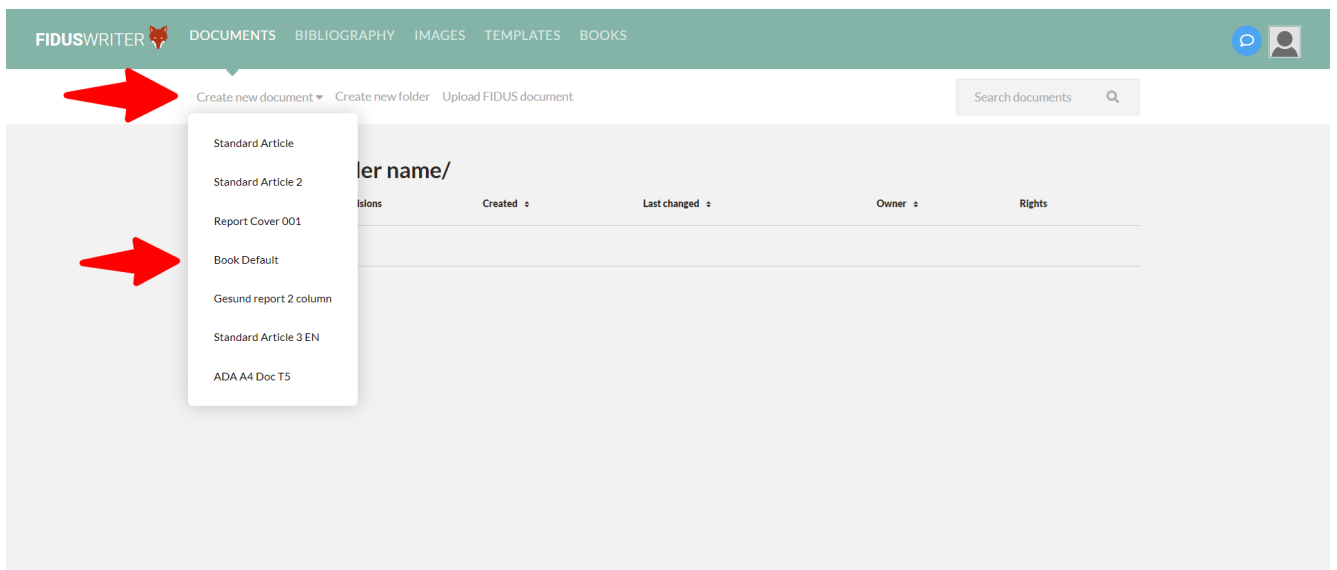 FIDUSWRITER DOCUMENTS BIBLIOGRAPHY IMAGES TEMPLATES BOOKS
Create new document Create new folder Upload FIDUS document Search documents
Standard Article
Standard Article 2
Report Cover 001
Book Default
Gesund report 2 column
Standard Article 3 EN
ADA A4 Doc T5
name/
Created Last changed Owner Rights